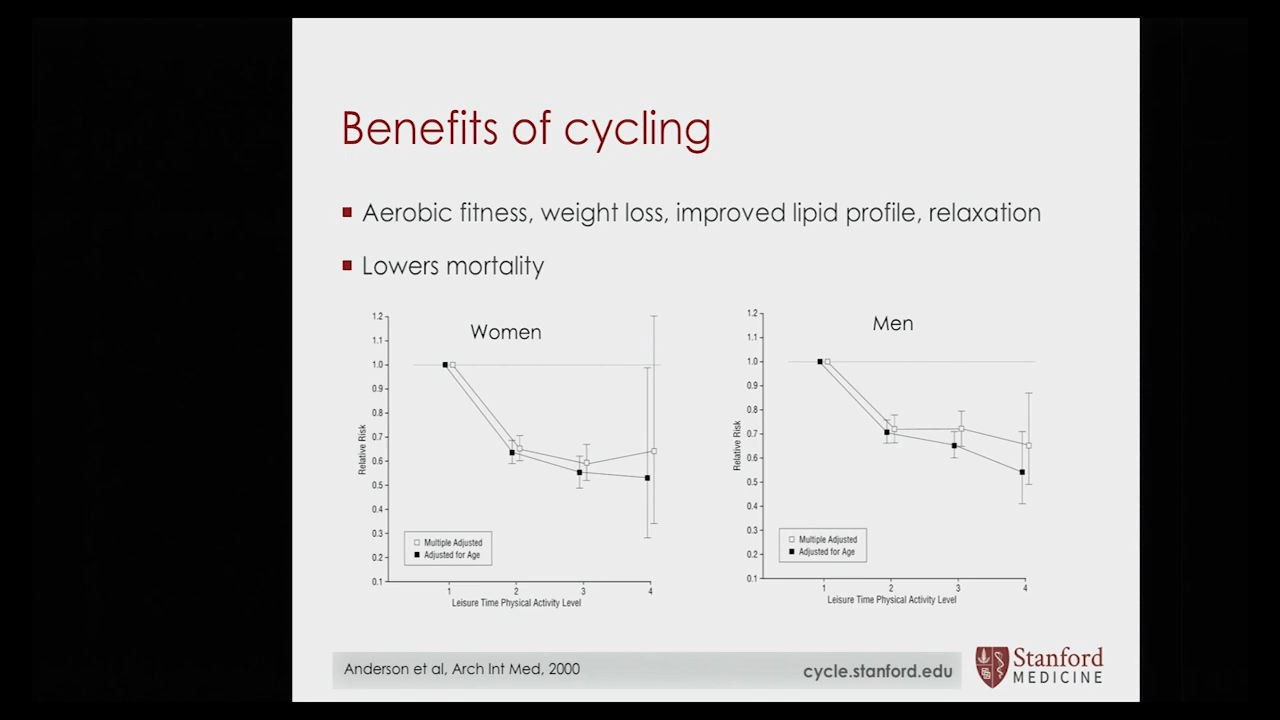 Benefits of cycling
Aerobic fitness, weight loss, improved lipid profile, relaxation
Lowers mortality
Women
1.2
1.1
1.0
0.9
0.8
0.7
0.6
0.5
0.4
0.3
0.2
0.1
Relative Risk
Multiple Adjusted
Adjusted for Age
1 2 3 4
Leisure Time Physical Activity Level
Men
1.2
1.1
1.0
0.9
0.8
0.7
0.6
0.5
0.4
0.3
0.2
0.1
Relative Risk
Multiple Adjusted
Adjusted for Age
1 2 3 4
Leisure Time Physical Activity Level
Anderson et al, Arch Int Med, 2000
cycle.stanford.edu
Stanford
MEDICINE